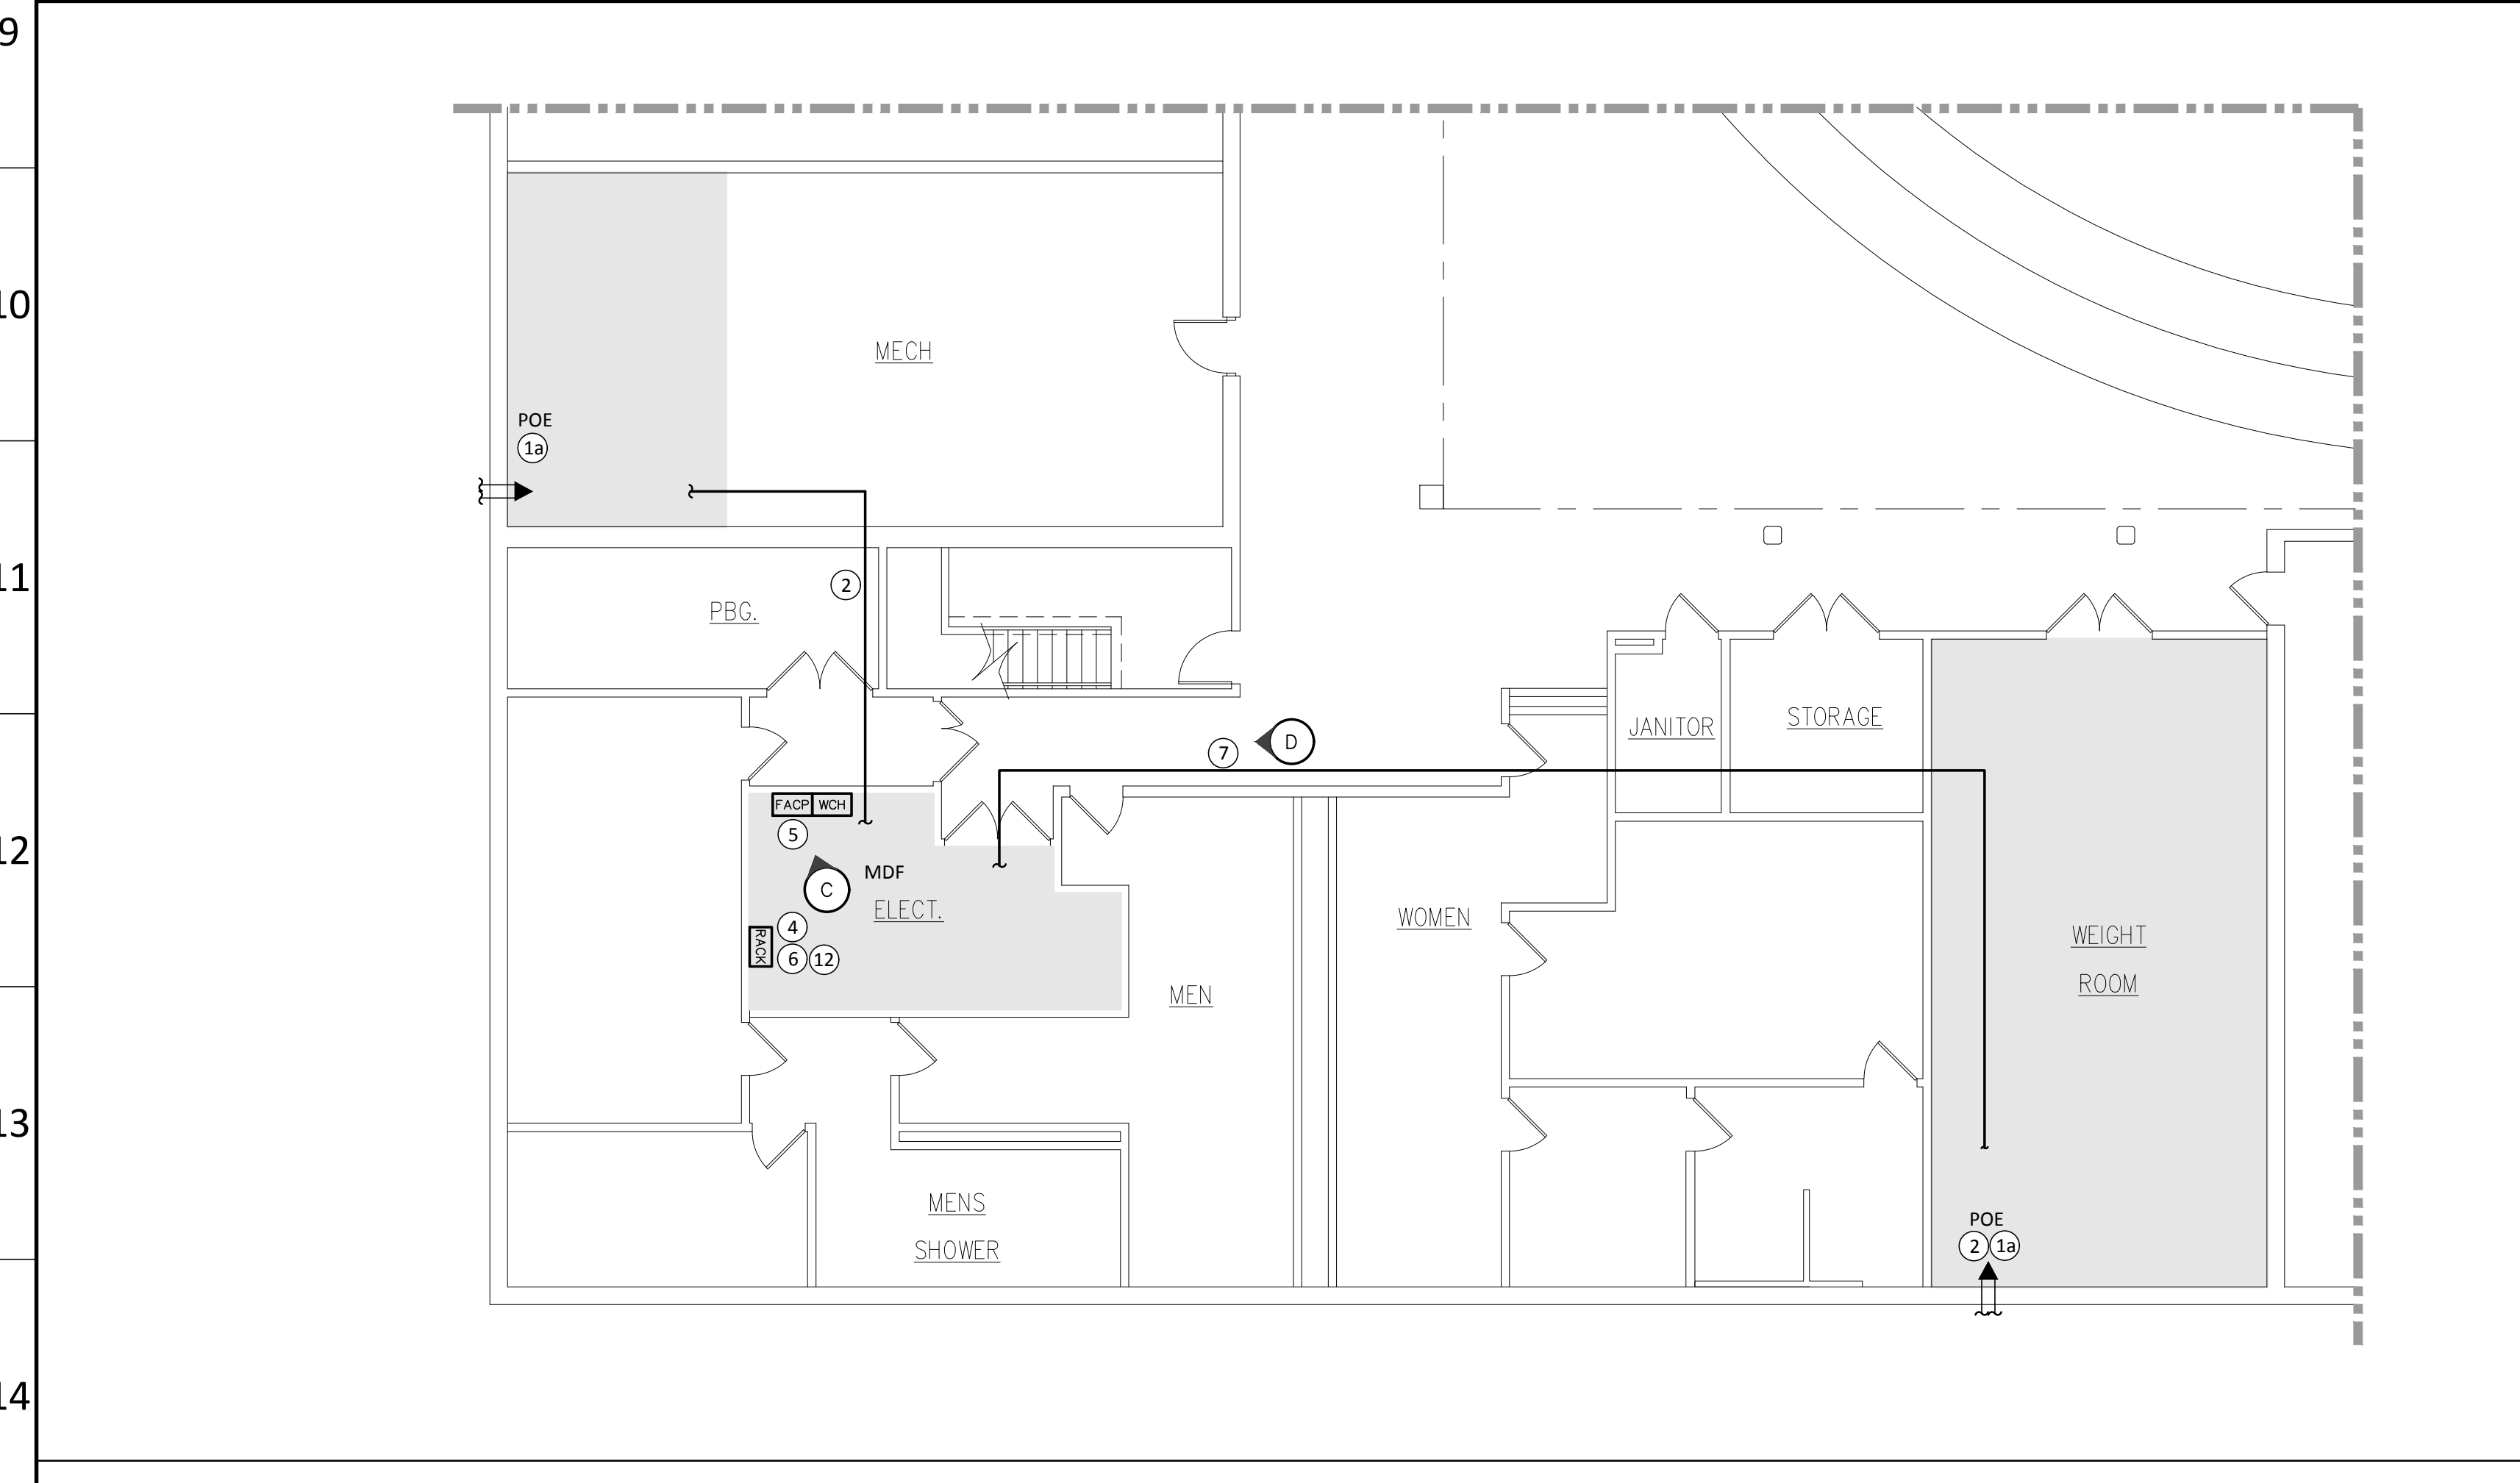 9
10
11
12
13
14
MECH
POE
1a
2
PBG.
7
D
JANITOR
STORAGE
FACP
WCH
5
C
MDF
ELECT.
4
RACK
6
12
WOMEN
MEN
WEIGHT
ROOM
MENS
SHOWER
POE
2
1a